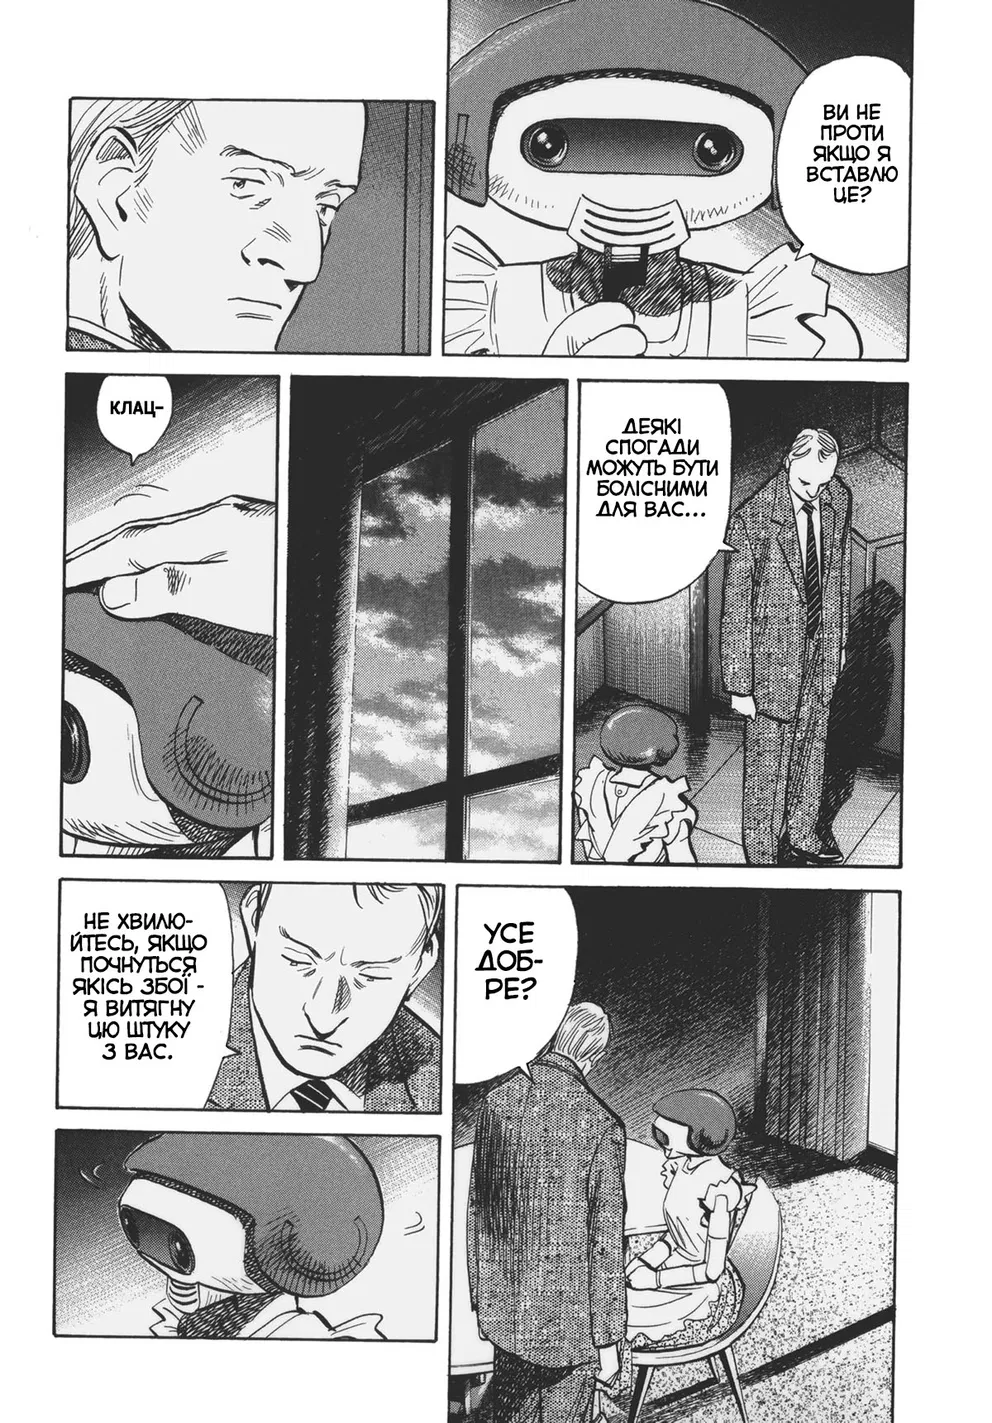 ВИ НЕ
ПРОТИ
ЯКЩО Я
ВСТАВЛЮ
ЦЕ?
ДЕЯКІ
СПОГАДИ
МОЖУТЬ БУТИ
БОЛІСНИМИ
ДЛЯ ВАС...
КЛАЦ-
УСЕ
ДОБ-
РЕ?
НЕ ХВИЛЮ-
ЙТЕСЬ, ЯКЩО
ПОЧНУТЬСЯ
ЯКІСЬ ЗБОЇ -
Я ВИТЯГНУ
ЦЮ ШТУКУ
З ВАС.